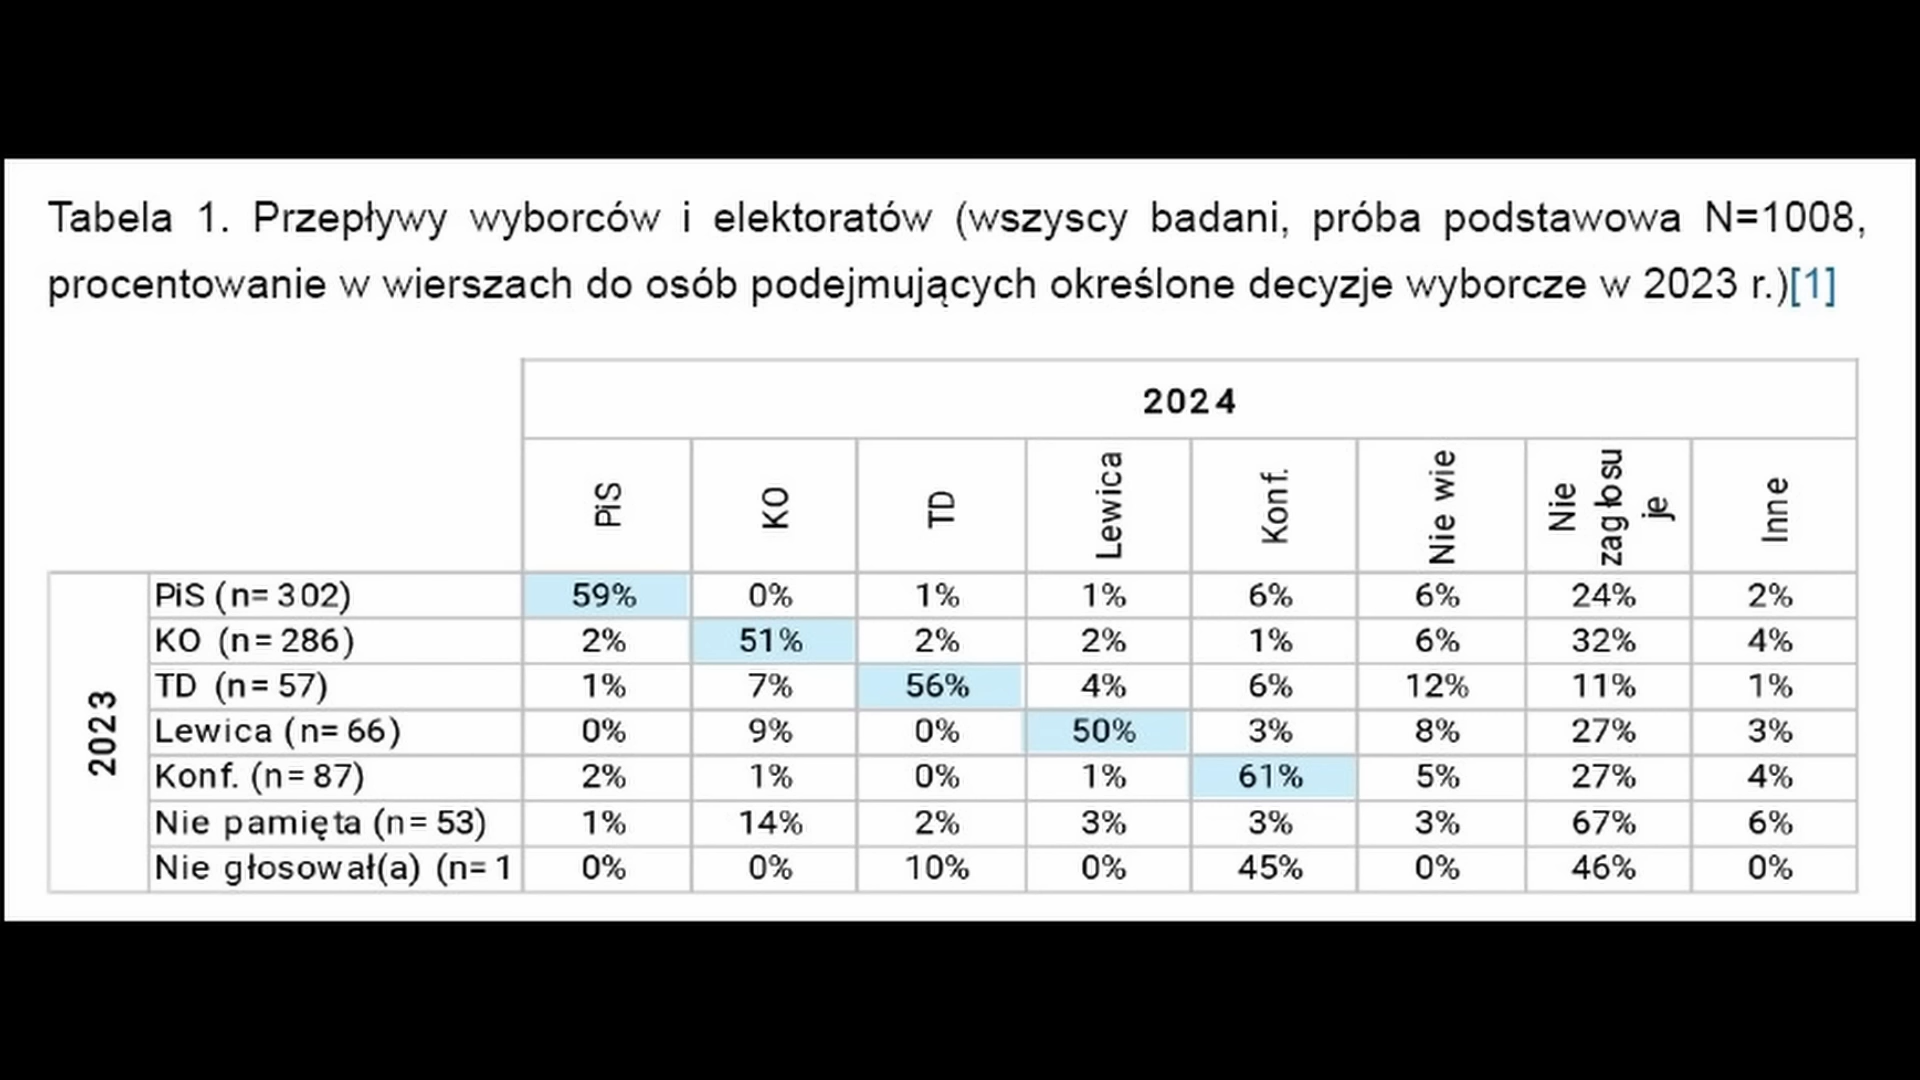 Tabela 1. Przepływy wyborców i elektoratów (wszyscy badani, próba podstawowa N=1008,
procentowanie w wierszach do osób podejmujących określone decyzje wyborcze w 2023 r.)[1]
2024
PiS KO TD Lewica Konf. Nie wie Nie zagłosuje Inne
2023
PiS (n=302) 59% 0% 1% 1% 6% 6% 24% 2%
KO (n=286) 2% 51% 2% 2% 1% 6% 32% 4%
TD (n=57) 1% 7% 56% 4% 6% 12% 11% 1%
Lewica (n=66) 0% 9% 0% 50% 3% 8% 27% 3%
Konf. (n=87) 2% 1% 0% 1% 61% 5% 27% 4%
Nie pamięta (n=53) 1% 14% 2% 3% 3% 3% 67% 6%
Nie głosował(a) (n=1 0% 0% 10% 0% 45% 0% 46% 0%